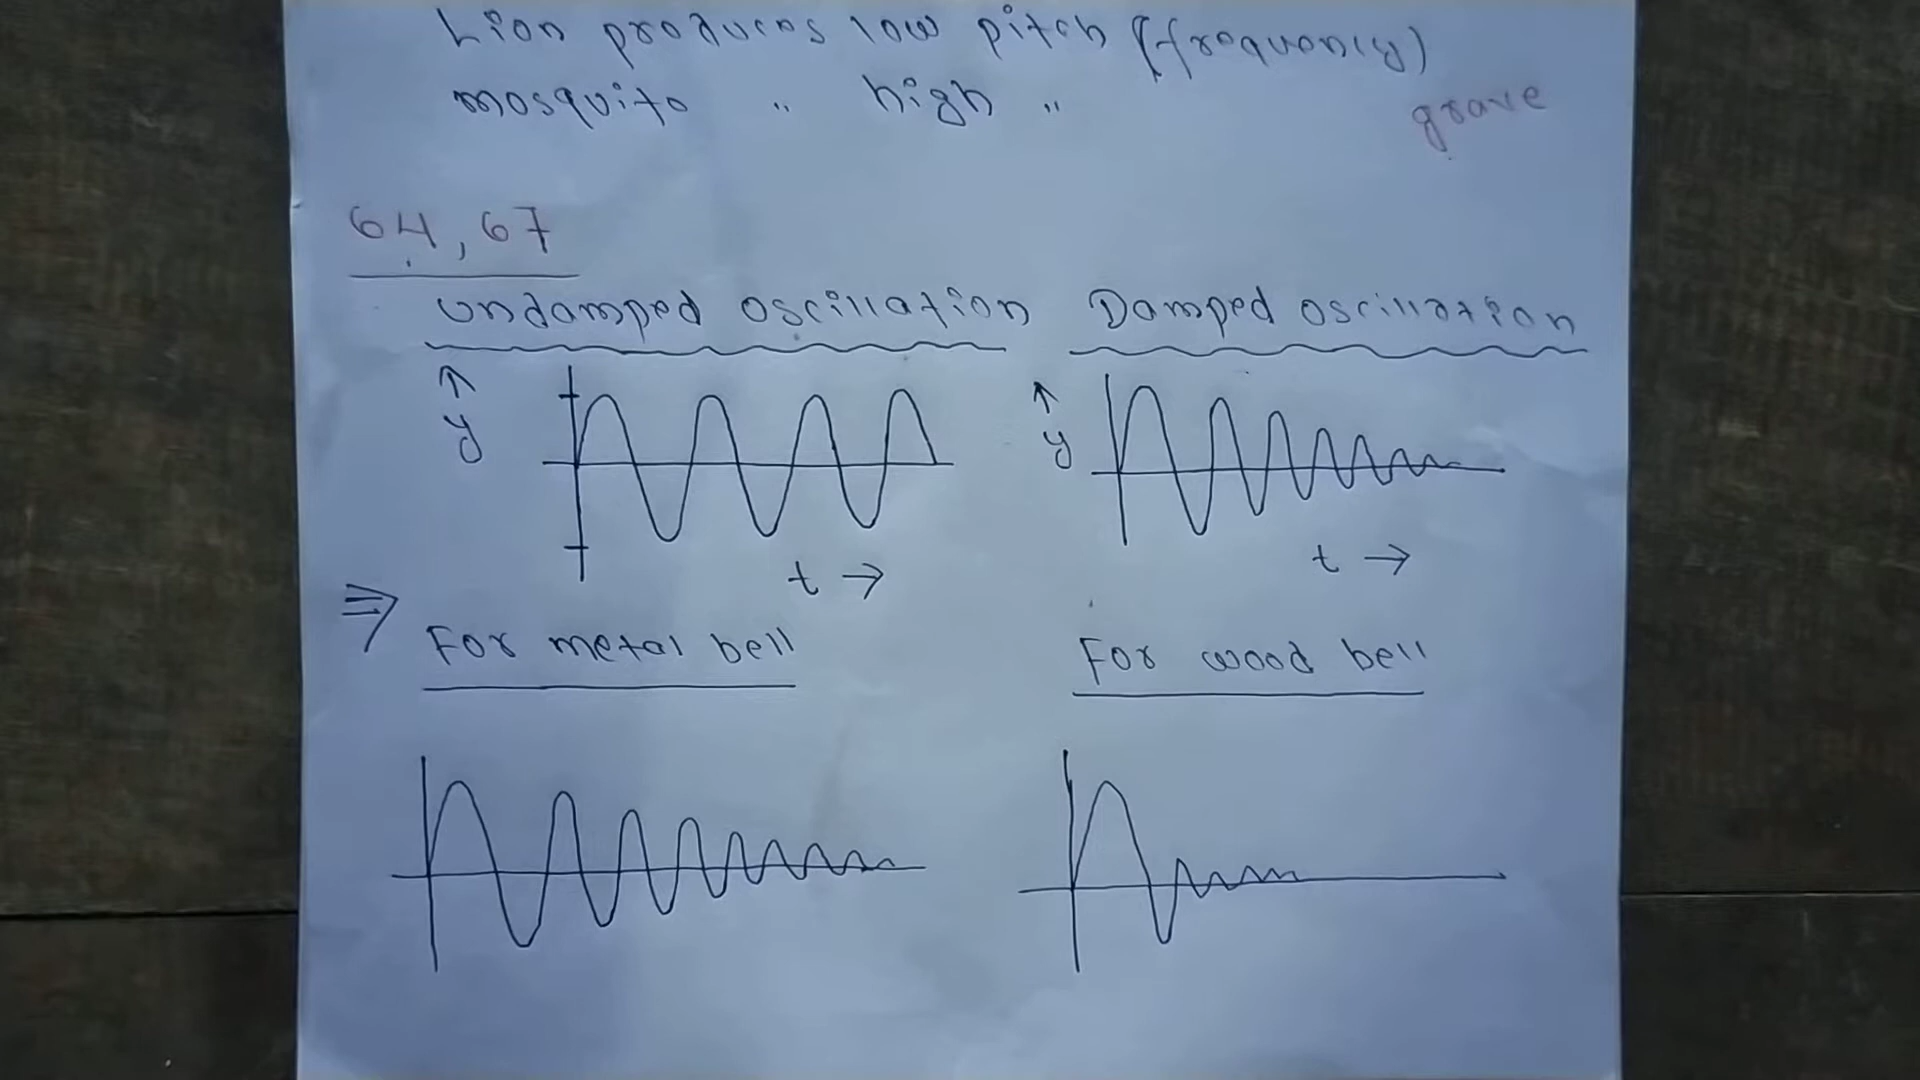 Lion produces low pitch (frequency)
mosquito " high "
grave
64, 67
Undamped oscillation
Damped oscillation
↑
y
t →
↑
y
t →
⇒ For metal bell
For wood bell